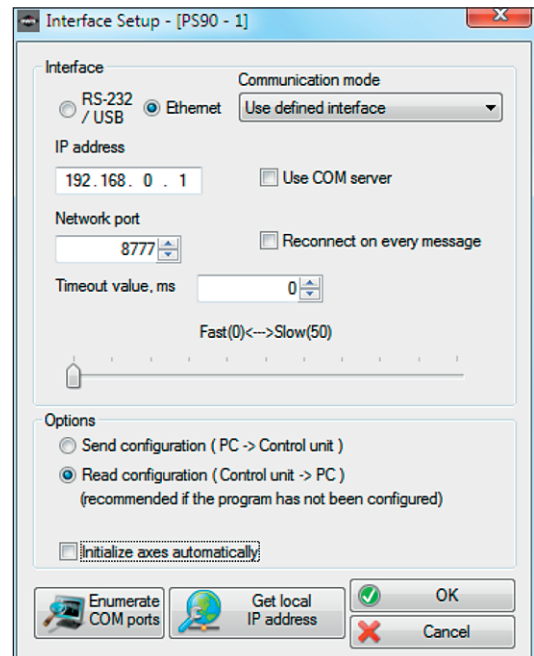 Interface Setup - [PS90 - 1]
Interface
Communication mode
RS-232
/ USB
Ethernet
Use defined interface
IP address
192.168. 0 . 1
Use COM server
Network port
8777
Reconnect on every message
Timeout value, ms
0
Fast(0)<--->Slow(50)
Options
Send configuration ( PC -> Control unit )
Read configuration ( Control unit -> PC )
(recommended if the program has not been configured)
Initialize axes automatically
Enumerate
COM ports
Get local
IP address
OK
Cancel